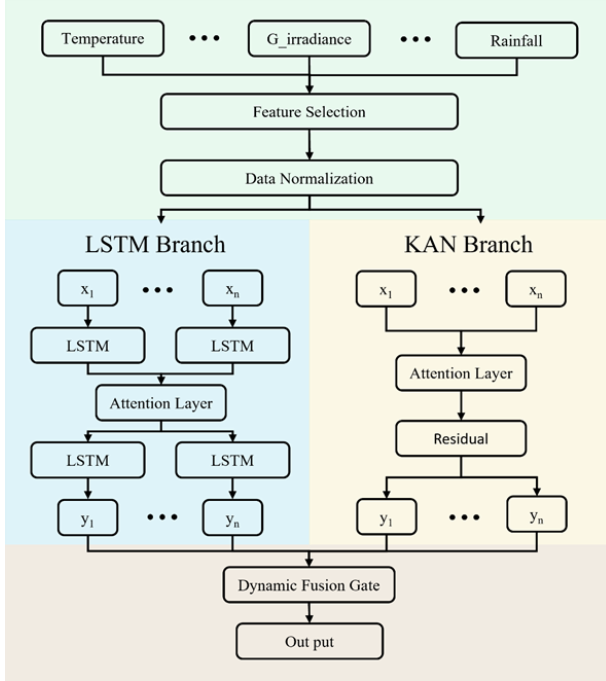 Temperature ••• G_irradiance ••• Rainfall
Feature Selection
Data Normalization
LSTM Branch
x₁ ••• xₙ
LSTM LSTM
Attention Layer
LSTM LSTM
y₁ ••• yₙ
KAN Branch
x₁ ••• xₙ
Attention Layer
Residual
y₁ ••• yₙ
Dynamic Fusion Gate
Out put